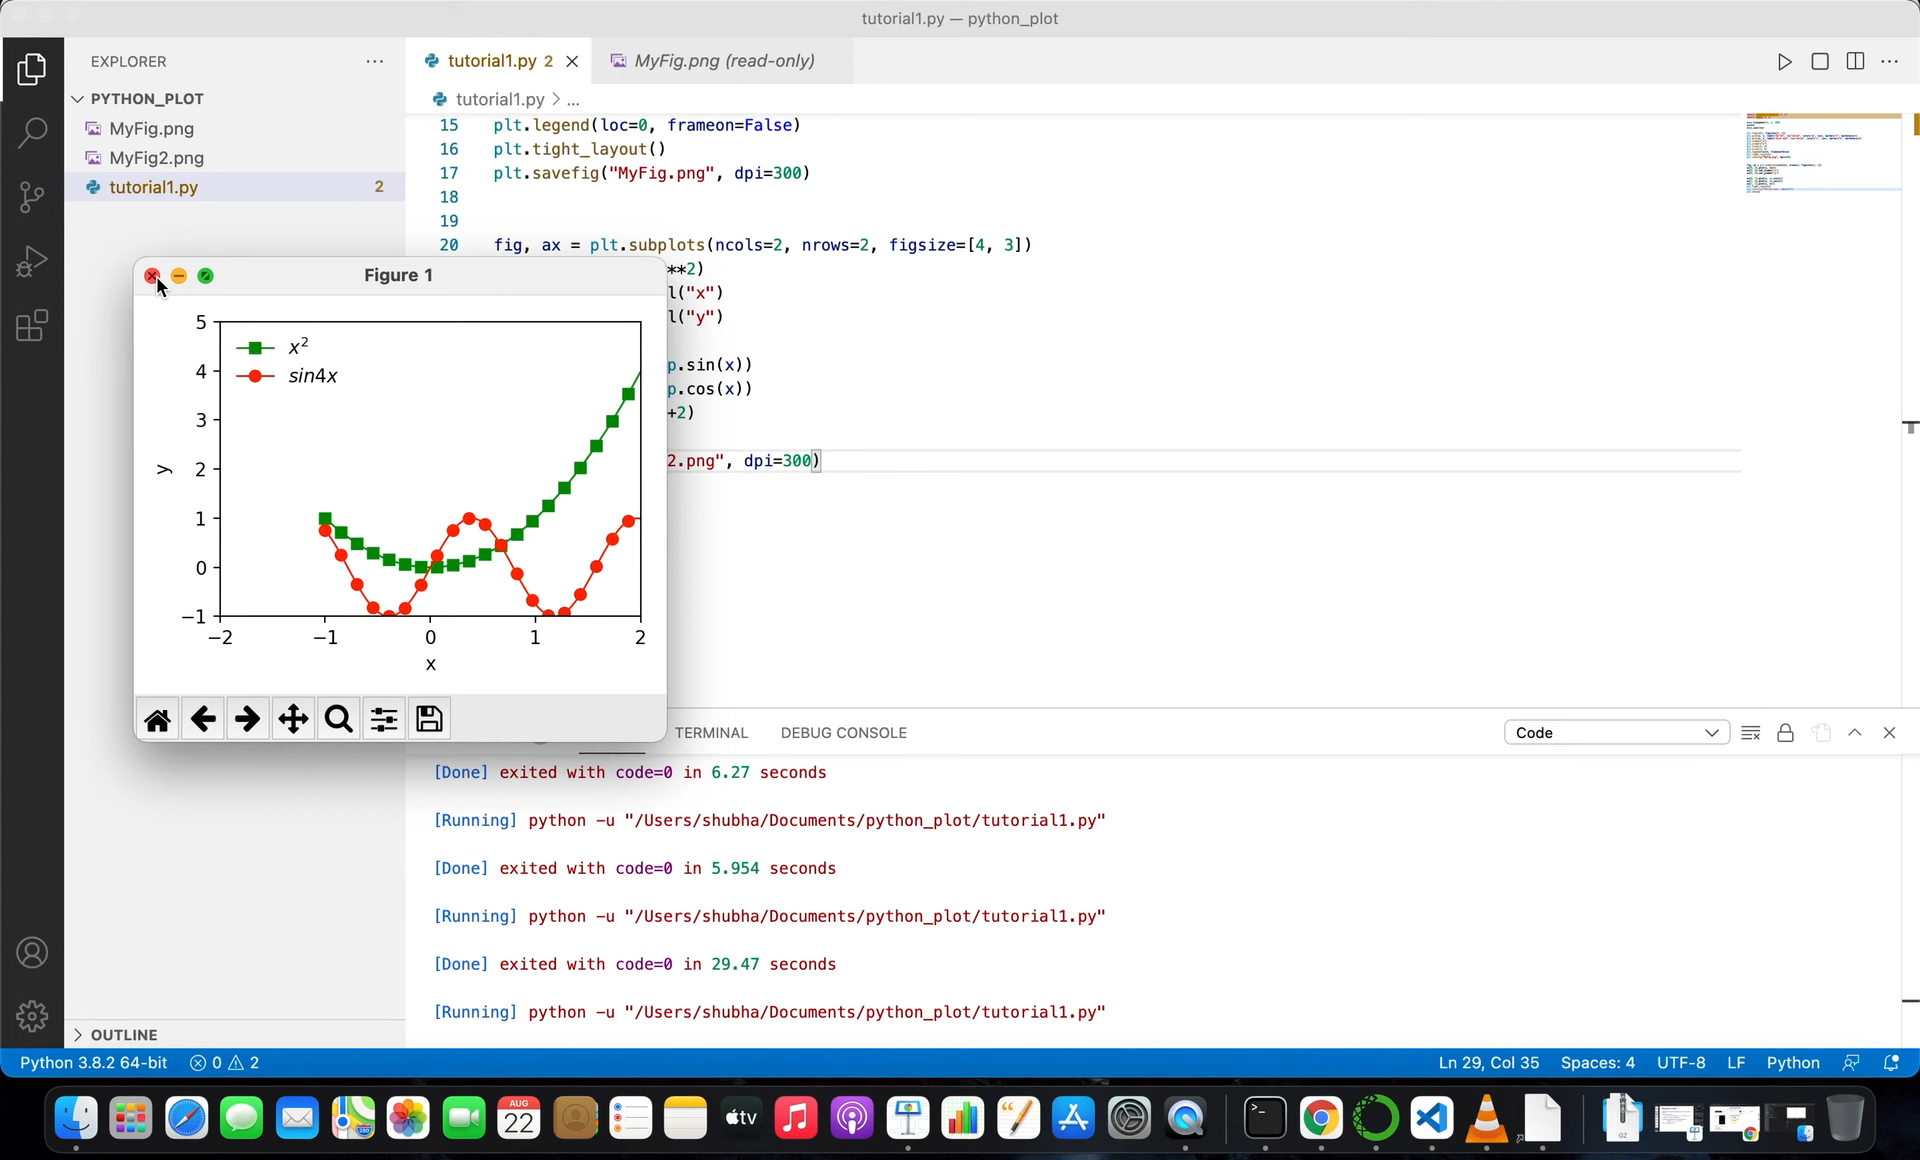 tutorial1.py — python_plot
EXPLORER
PYTHON_PLOT
MyFig.png
MyFig2.png
tutorial1.py 2
tutorial1.py 2
MyFig.png (read-only)
tutorial1.py > ...
15 plt.legend(loc=0, frameon=False)
16 plt.tight_layout()
17 plt.savefig("MyFig.png", dpi=300)
18
19
20 fig, ax = plt.subplots(ncols=2, nrows=2, figsize=[4, 3])
**2)
l("x")
l("y")
p.sin(x))
p.cos(x))
+2)
2.png", dpi=300)
Figure 1
5
4
3
2
1
0
−1
y
x²
sin4x
−2 −1 0 1 2
x
TERMINAL DEBUG CONSOLE
Code
[Done] exited with code=0 in 6.27 seconds
[Running] python -u "/Users/shubha/Documents/python_plot/tutorial1.py"
[Done] exited with code=0 in 5.954 seconds
[Running] python -u "/Users/shubha/Documents/python_plot/tutorial1.py"
[Done] exited with code=0 in 29.47 seconds
[Running] python -u "/Users/shubha/Documents/python_plot/tutorial1.py"
OUTLINE
Python 3.8.2 64-bit 0 2
Ln 29, Col 35 Spaces: 4 UTF-8 LF Python
AUG
22
tv